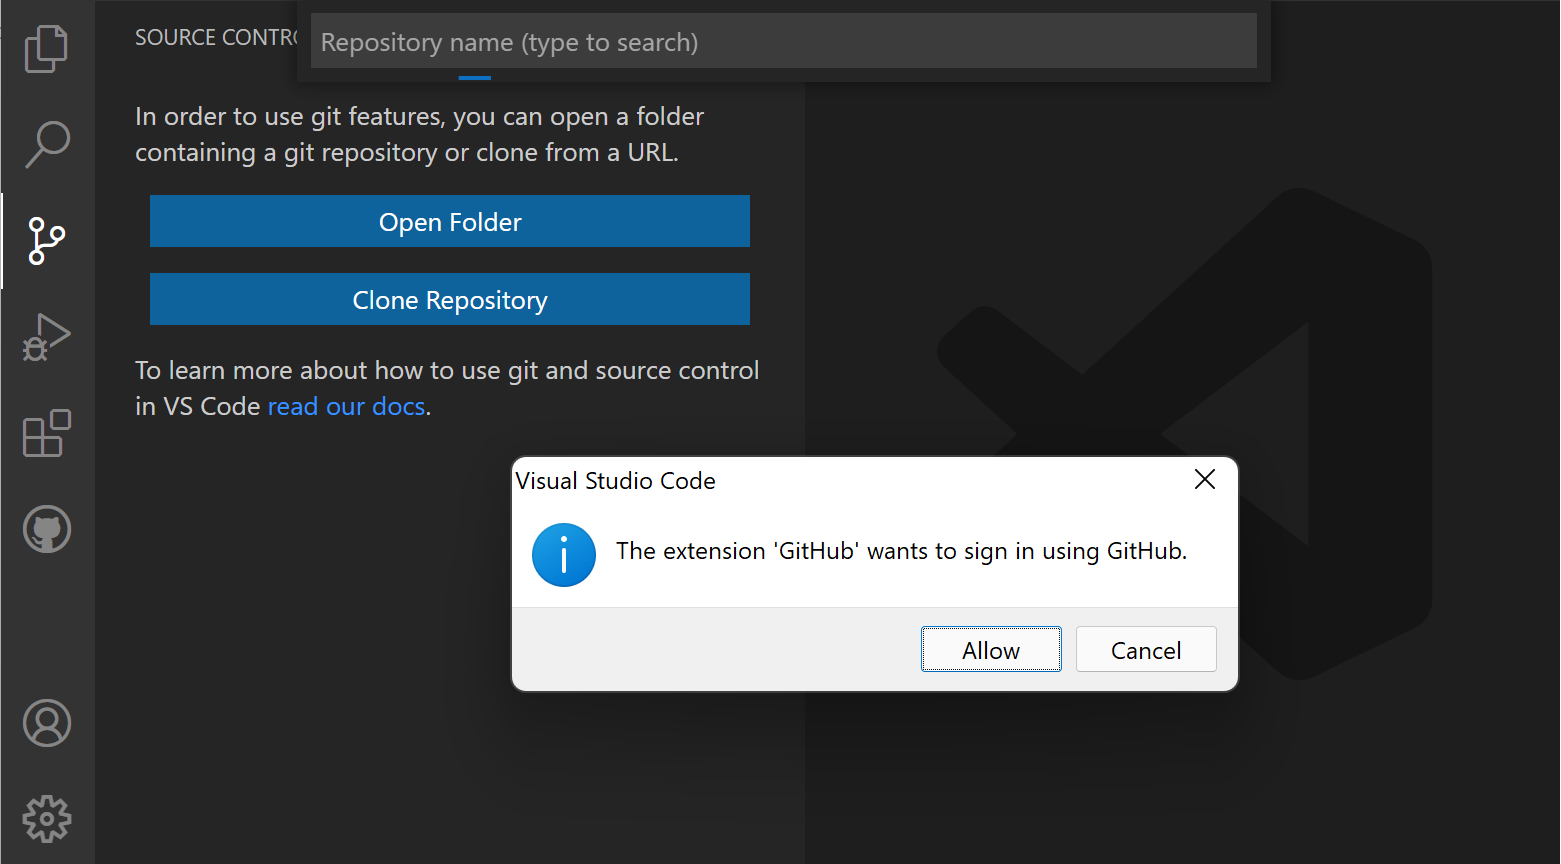 SOURCE CONTRO
Repository name (type to search)
In order to use git features, you can open a folder
containing a git repository or clone from a URL.
Open Folder
Clone Repository
To learn more about how to use git and source control
in VS Code read our docs.
Visual Studio Code
The extension 'GitHub' wants to sign in using GitHub.
Allow
Cancel